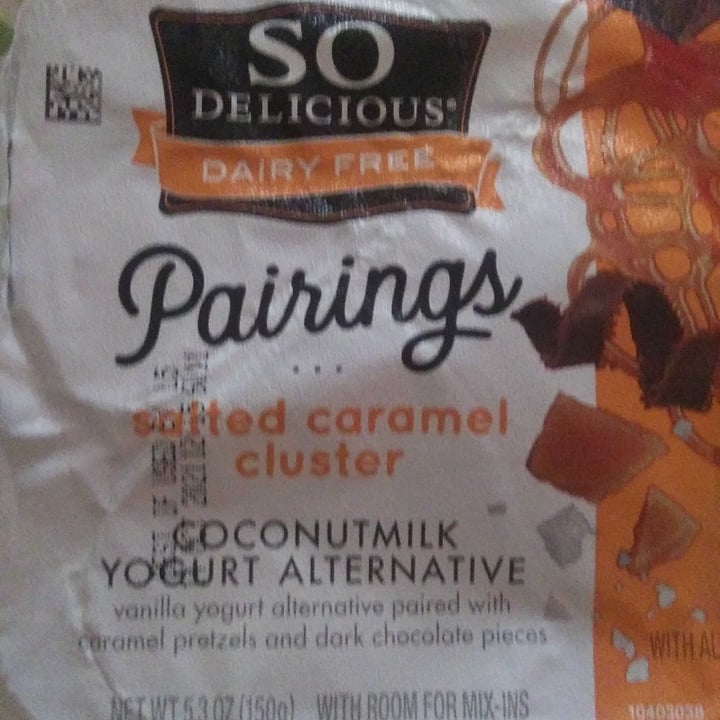 SO
DELICIOUS®
DAIRY FREE
Pairings
salted caramel
cluster
COCONUTMILK
YOGURT ALTERNATIVE
vanilla yogurt alternative paired with
caramel pretzels and dark chocolate pieces
NET WT 5.3 OZ (150g) WITH ROOM FOR MIX-INS
WITH
10403038